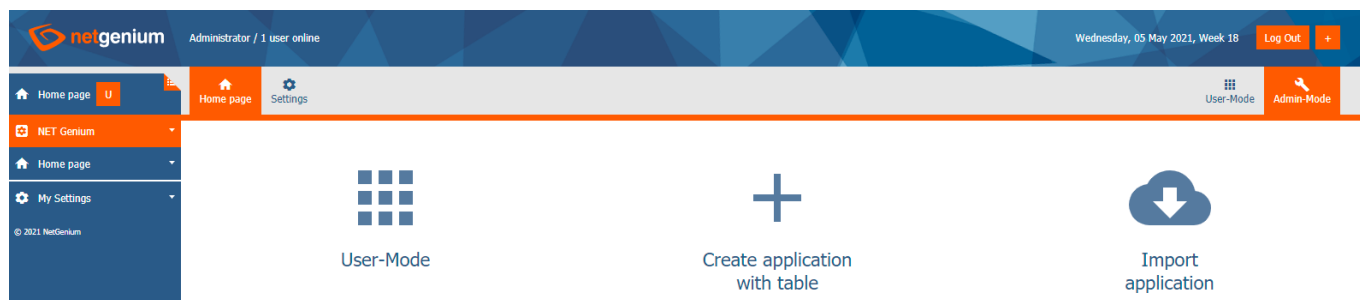 netgenium
Administrator / 1 user online
Wednesday, 05 May 2021, Week 18
Log Out
+
Home page U
Home page
Settings
User-Mode
Admin-Mode
NET Genium
Home page
My Settings
© 2021 NetGenium
User-Mode
Create application
with table
Import
application